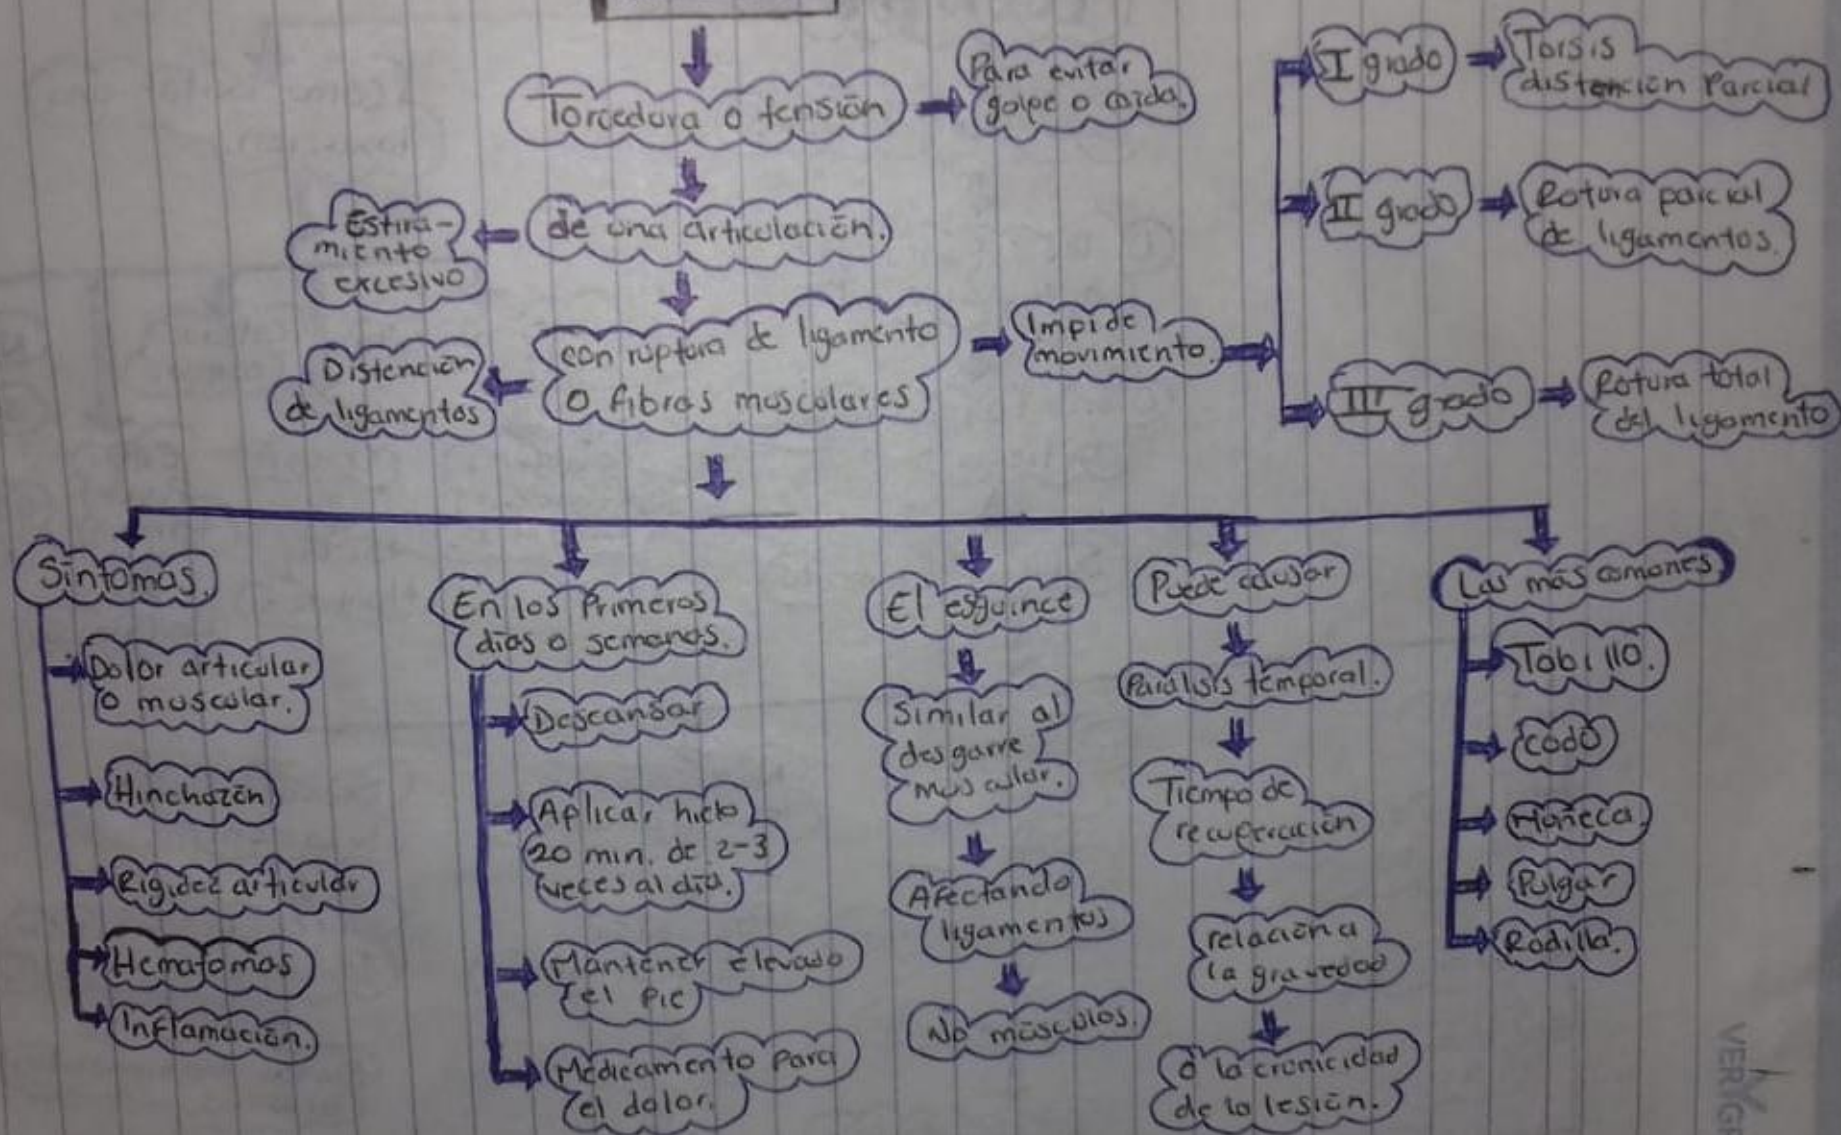 Torcedura o tensión
Para evitar
golpe o caida.
de una articulación.
Estira-
miento
excesivo
con ruptura de ligamento
o fibras musculares
Distención
de ligamentos
Impide
movimiento.
I grado
Torsis
distención Parcial
II grado
Rotura parcial
de ligamentos.
III grado
Rotura total
del ligamento
Síntomas.
Dolor articular
o muscular.
Hinchazón
Rigidez articular
Hematomas
Inflamación.
En los Primeros
días o semanas.
Descansar
Aplicar hielo
20 min. de 2-3
veces al día.
Mantener elevado
el pie
Medicamento para
el dolor.
El esguince
Similar al
desgarre
muscular.
Afectando
ligamentos
No músculos.
Puede causar
Parálisis temporal.
Tiempo de
recuperación
relación a
la gravedad
o la cronicidad
de la lesión.
Las más comunes
Tobillo.
codo
Muñeca.
Pulgar
Rodilla.